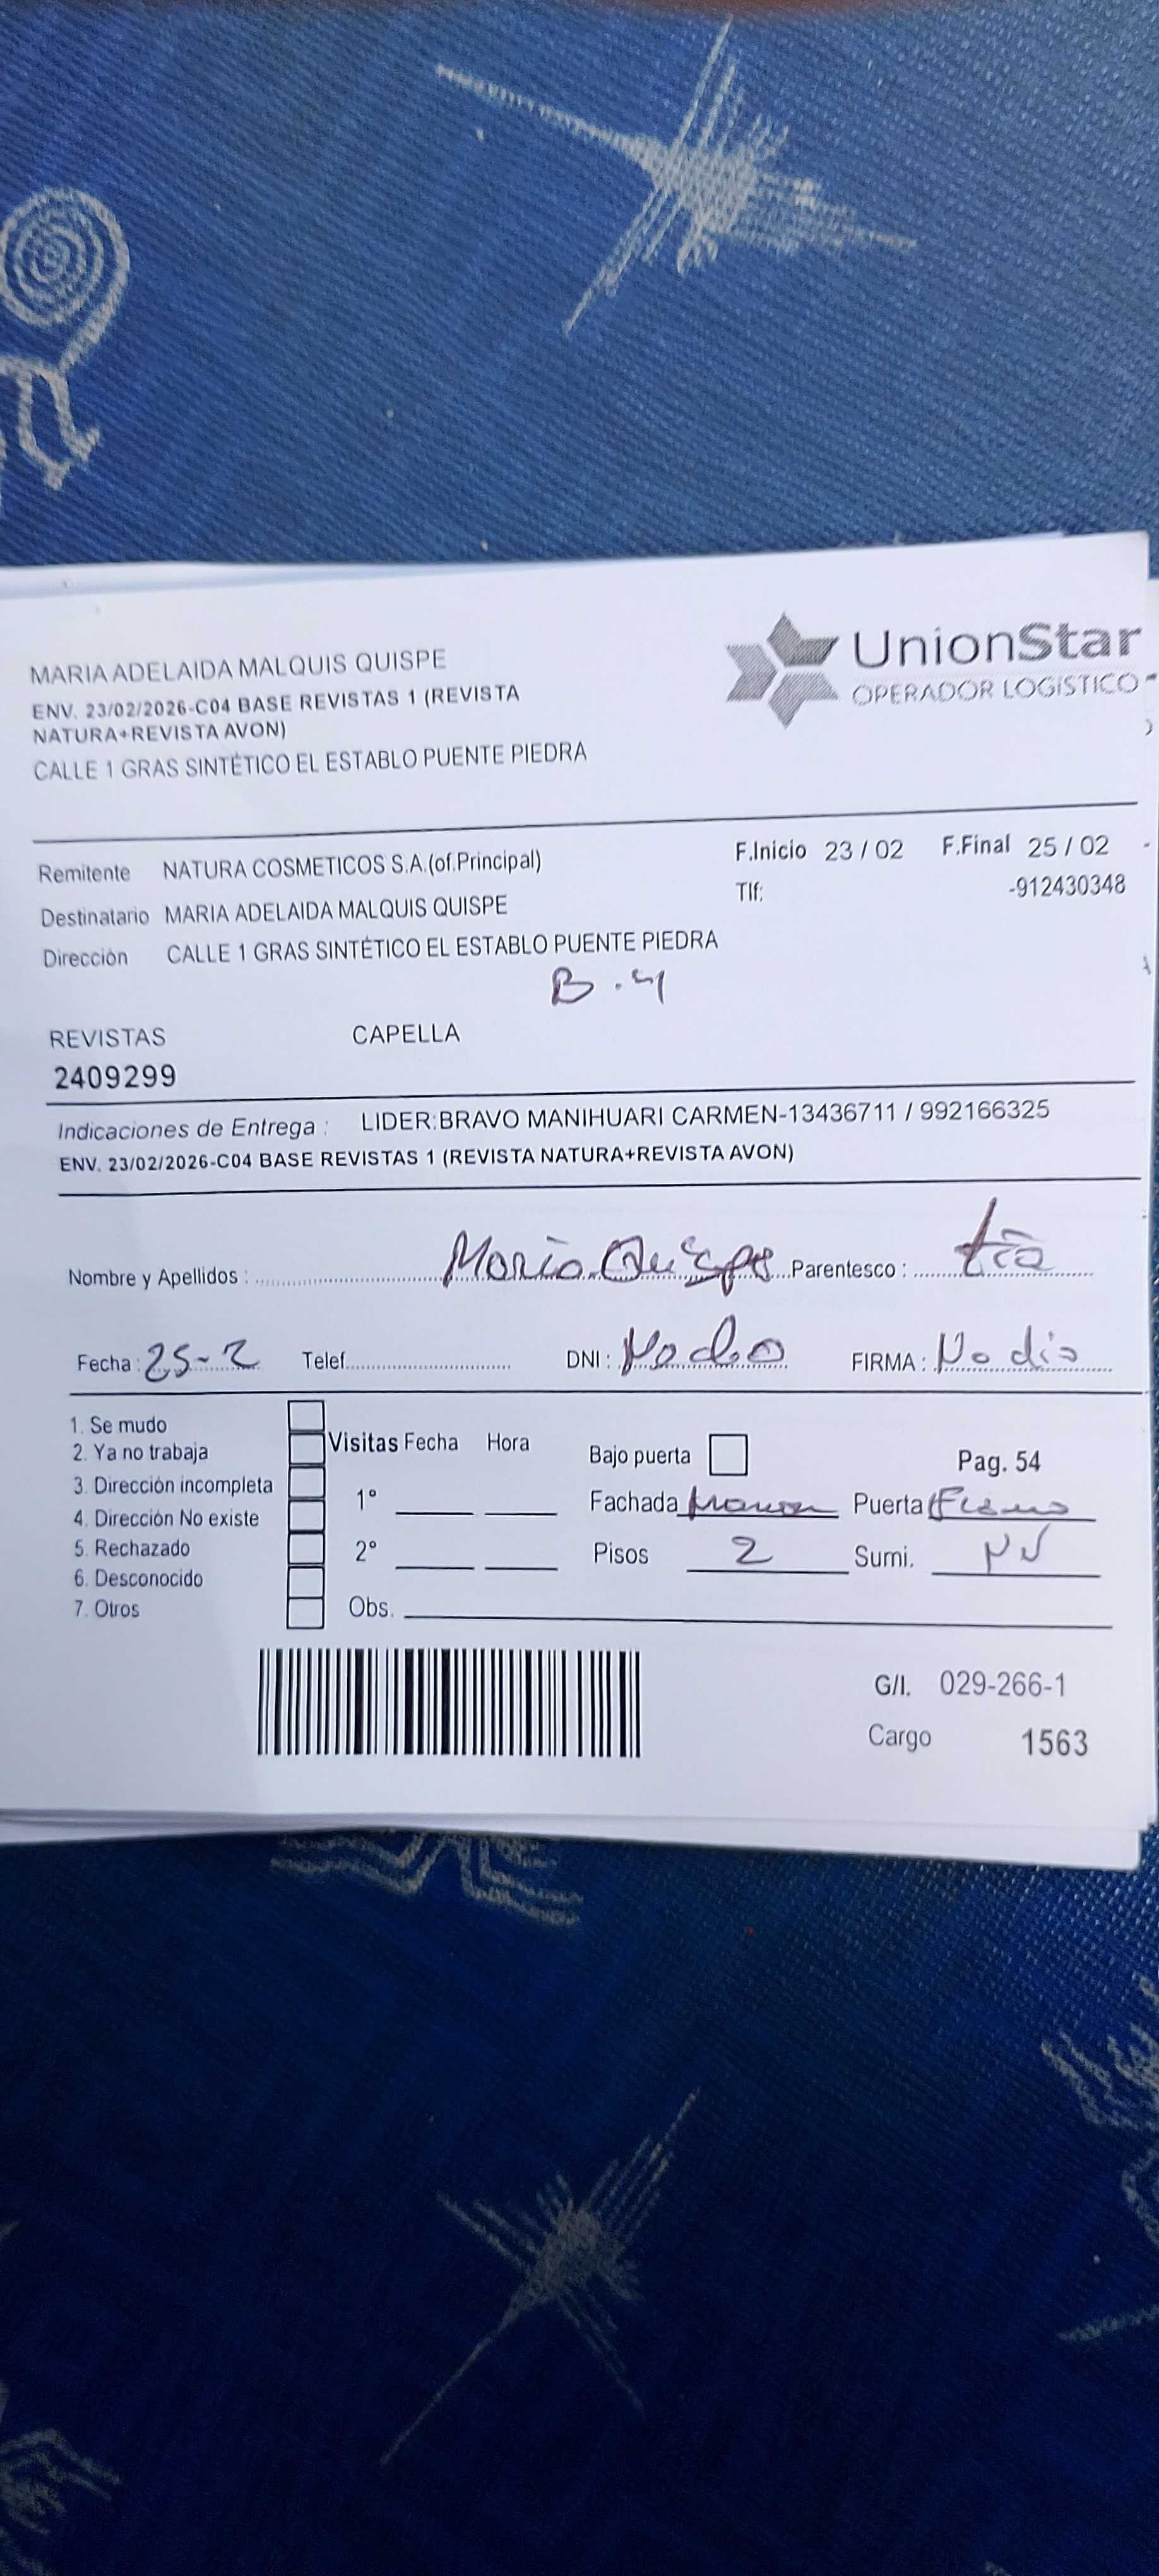 MARIA ADELAIDA MALQUIS QUISPE
ENV. 23/02/2026-C04 BASE REVISTAS 1 (REVISTA
NATURA+REVISTA AVON)
CALLE 1 GRAS SINTÉTICO EL ESTABLO PUENTE PIEDRA
UnionStar
OPERADOR LOGÍSTICO
Remitente NATURA COSMETICOS S.A.(of.Principal) F.Inicio 23 / 02 F.Final 25 / 02
Destinatario MARIA ADELAIDA MALQUIS QUISPE Tlf: -912430348
Dirección CALLE 1 GRAS SINTÉTICO EL ESTABLO PUENTE PIEDRA
REVISTAS CAPELLA
2409299
Indicaciones de Entrega : LIDER:BRAVO MANIHUARI CARMEN-13436711 / 992166325
ENV. 23/02/2026-C04 BASE REVISTAS 1 (REVISTA NATURA+REVISTA AVON)
Nombre y Apellidos : Maria Quispe Parentesco : tia
Fecha : 25-2 Telef. DNI : FIRMA : No dio
1. Se mudo
2. Ya no trabaja
3. Dirección incompleta
4. Dirección No existe
5. Rechazado
6. Desconocido
7. Otros
Visitas Fecha Hora
1°
2°
Obs.
Bajo puerta Pag. 54
Fachada Puerta
Pisos 2 Sumi.
G/I. 029-266-1
Cargo 1563